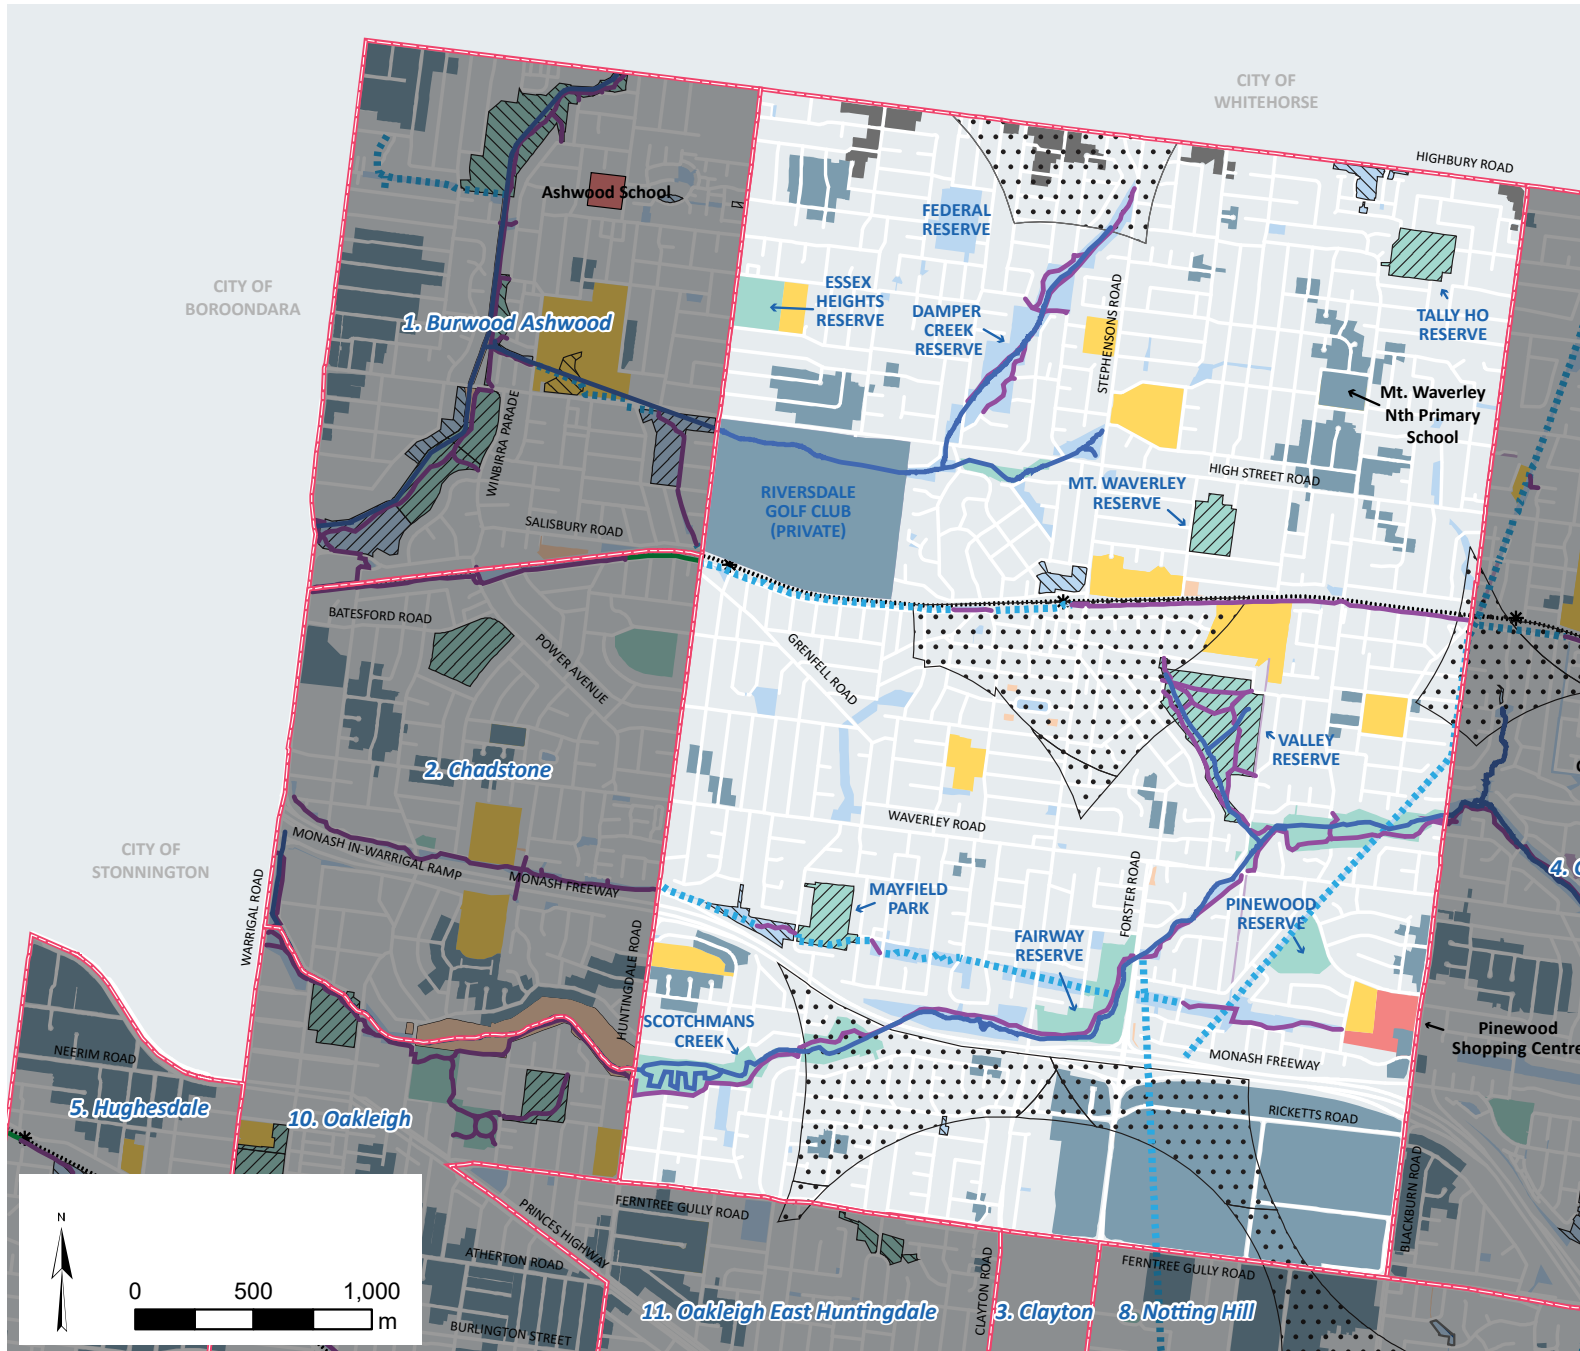 CITY OF
WHITEHORSE
HIGHBURY ROAD
Ashwood School
FEDERAL
RESERVE
CITY OF
BOROONDARA
ESSEX
HEIGHTS
RESERVE
DAMPER
CREEK
RESERVE
STEPHENSONS ROAD
TALLY HO
RESERVE
1. Burwood Ashwood
Mt. Waverley
Nth Primary
School
WINBIRRA PARADE
HIGH STREET ROAD
RIVERSDALE
GOLF CLUB
(PRIVATE)
MT. WAVERLEY
RESERVE
SALISBURY ROAD
BATESFORD ROAD
POWER AVENUE
GRENFELL ROAD
VALLEY
RESERVE
2. Chadstone
WAVERLEY ROAD
CITY OF
STONNINGTON
MONASH IN-WARRIGAL RAMP
MONASH FREEWAY
WARRIGAL ROAD
MAYFIELD
PARK
FORSTER ROAD
PINEWOOD
RESERVE
FAIRWAY
RESERVE
HUNTINGDALE ROAD
SCOTCHMANS
CREEK
Pinewood
Shopping Centre
MONASH FREEWAY
NEERIM ROAD
5. Hughesdale
10. Oakleigh
RICKETTS ROAD
BLACKBURN ROAD
FERNTREE GULLY ROAD
PRINCES HIGHWAY
ATHERTON ROAD
BURLINGTON STREET
CLAYTON ROAD
FERNTREE GULLY ROAD
11. Oakleigh East Huntingdale
3. Clayton
8. Notting Hill
N
0 500 1,000
m